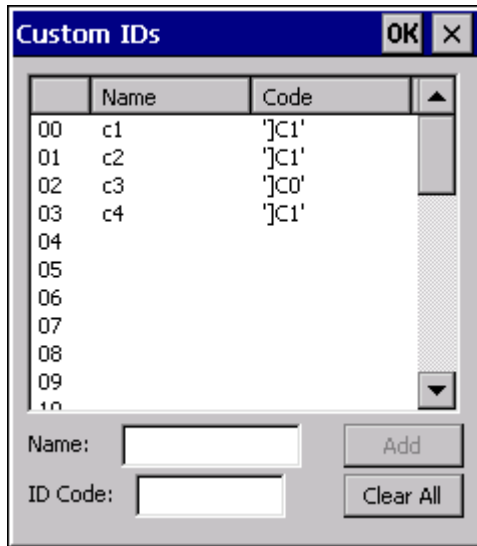 Custom IDs OK ×
Name Code
00 c1 ']C1'
01 c2 ']C1'
02 c3 ']C0'
03 c4 ']C1'
04
05
06
07
08
09
10
Name: Add
ID Code: Clear All